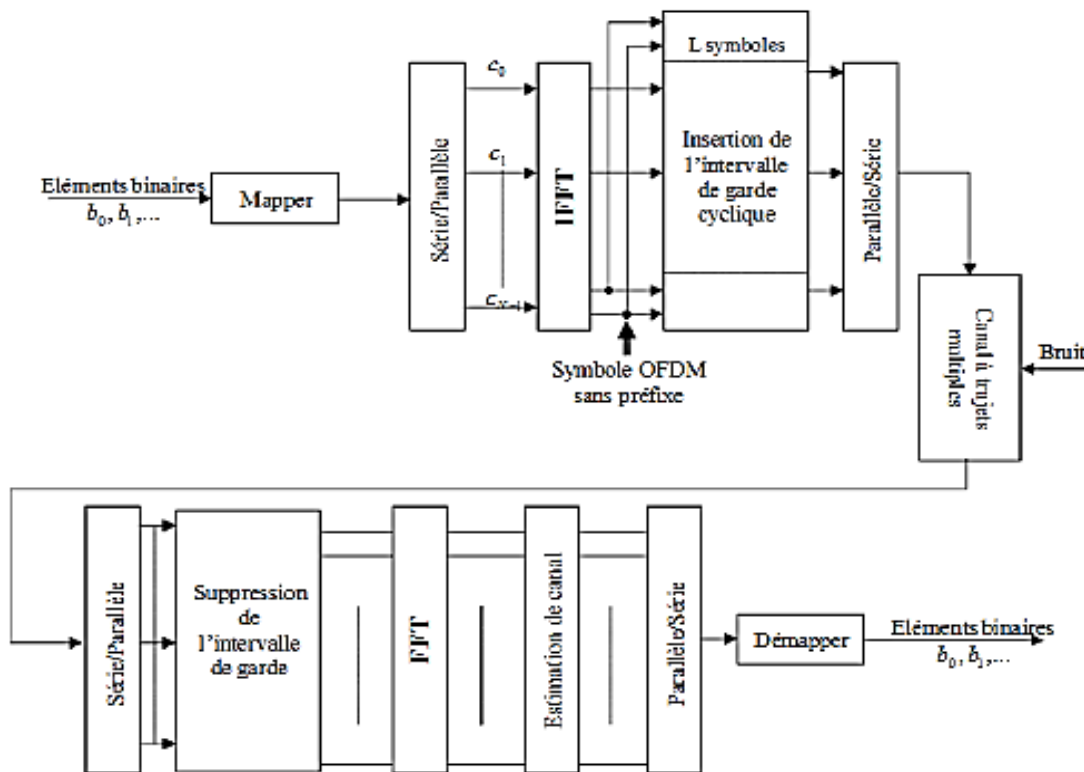 L symboles
c₀
c₁
c_{N-1}
Eléments binaires
b₀, b₁,...
Mapper
Série/Parallèle
IFFT
Insertion de
l'intervalle
de garde
cyclique
Parallèle/Série
Symbole OFDM
sans préfixe
Canal à trajets
multiples
Bruit
Série/Parallèle
Suppression
de
l'intervalle
de garde
FFT
Estimation de canal
Parallèle/Série
Démapper
Eléments binaires
b₀, b₁,...